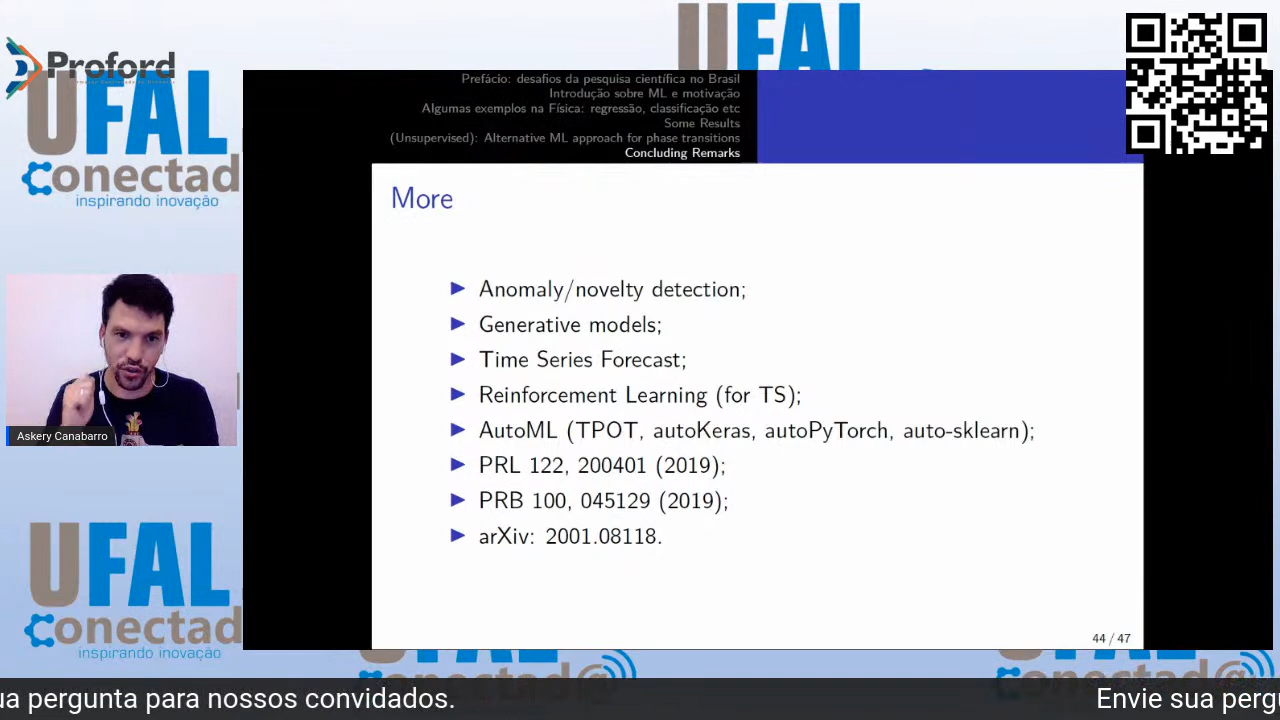 UFAL
Proford
UFAL
conectad
inspirando inovação
Prefácio: desafios da pesquisa científica no Brasil
Introdução sobre ML e motivação
Algumas exemplos na Física: regressão, classificação etc
Some Results
(Unsupervised): Alternative ML approach for phase transitions
Concluding Remarks
More
Anomaly/novelty detection;
Generative models;
Time Series Forecast;
Reinforcement Learning (for TS);
AutoML (TPOT, autoKeras, autoPyTorch, auto-sklearn);
PRL 122, 200401 (2019);
PRB 100, 045129 (2019);
arXiv: 2001.08118.
44 / 47
Askery Canabarro
UFAL
conectad
inspirando inovação
UFAL
conectad@
ua pergunta para nossos convidados.
Envie sua pergu